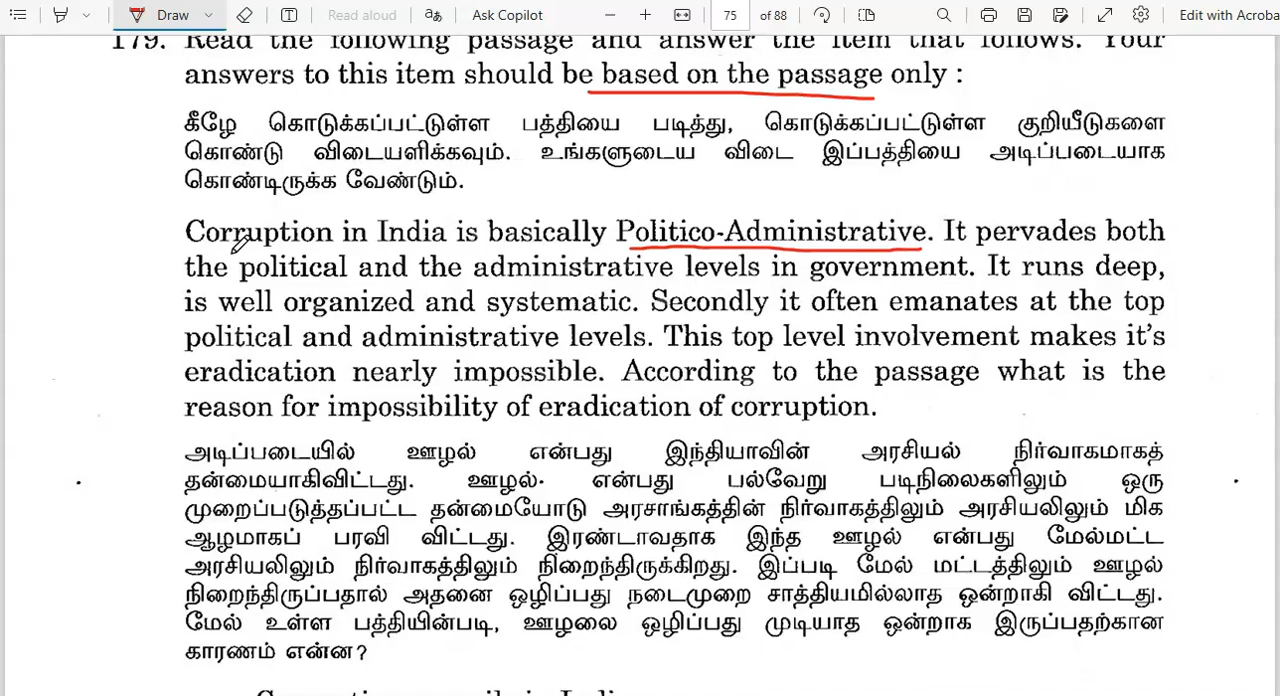 Draw Read aloud aあ Ask Copilot 75 of 88 Edit with Acroba
179. Read the following passage and answer the item that follows. Your
answers to this item should be based on the passage only :
கீழே கொடுக்கப்பட்டுள்ள பத்தியை படித்து, கொடுக்கப்பட்டுள்ள குறியீடுகளை
கொண்டு விடையளிக்கவும். உங்களுடைய விடை இப்பத்தியை அடிப்படையாக
கொண்டிருக்க வேண்டும்.
Corruption in India is basically Politico-Administrative. It pervades both
the political and the administrative levels in government. It runs deep,
is well organized and systematic. Secondly it often emanates at the top
political and administrative levels. This top level involvement makes it's
eradication nearly impossible. According to the passage what is the
reason for impossibility of eradication of corruption.
அடிப்படையில் ஊழல் என்பது இந்தியாவின் அரசியல் நிர்வாகமாகத்
தன்மையாகிவிட்டது. ஊழல் என்பது பல்வேறு படிநிலைகளிலும் ஒரு
முறைப்படுத்தப்பட்ட தன்மையோடு அரசாங்கத்தின் நிர்வாகத்திலும் அரசியலிலும் மிக
ஆழமாகப் பரவி விட்டது. இரண்டாவதாக இந்த ஊழல் என்பது மேல்மட்ட
அரசியலிலும் நிர்வாகத்திலும் நிறைந்திருக்கிறது. இப்படி மேல் மட்டத்திலும் ஊழல்
நிறைந்திருப்பதால் அதனை ஒழிப்பது நடைமுறை சாத்தியமில்லாத ஒன்றாகி விட்டது.
மேல் உள்ள பத்தியின்படி, ஊழலை ஒழிப்பது முடியாத ஒன்றாக இருப்பதற்கான
காரணம் என்ன?